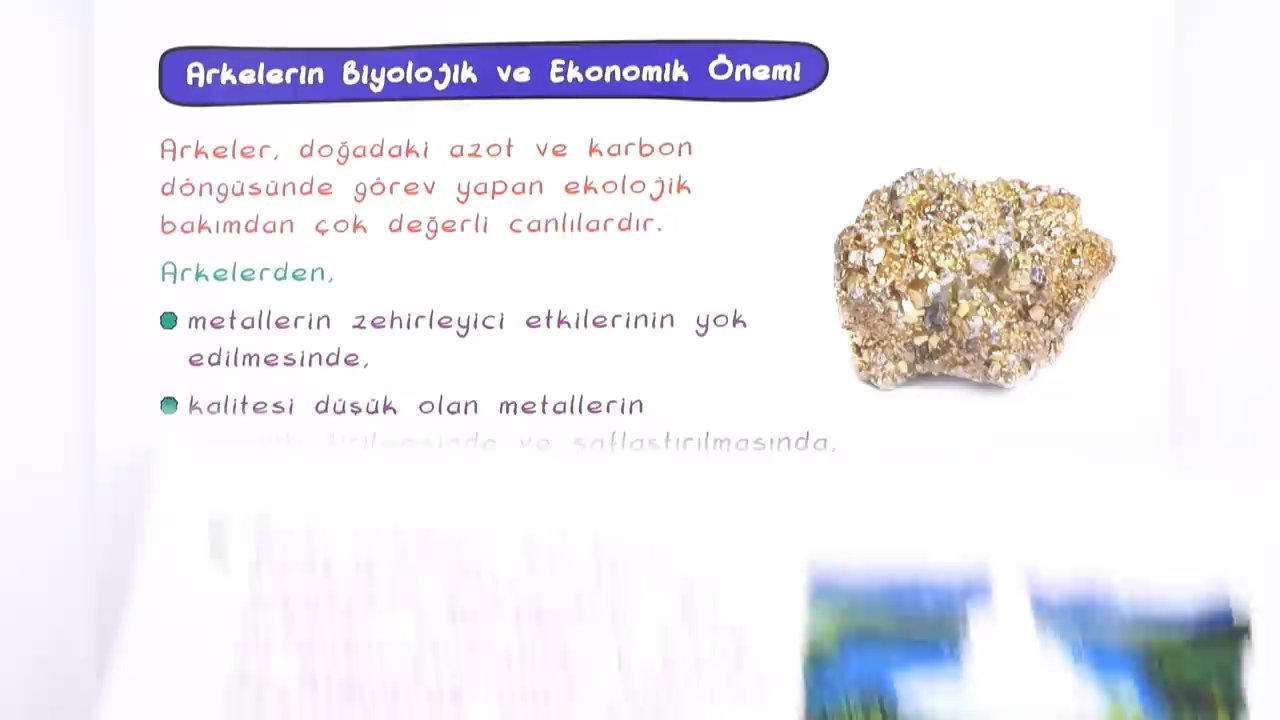 Arkelerin Biyolojik ve Ekonomik Önemi
Arkeler, doğadaki azot ve karbon
döngüsünde görev yapan ekolojik
bakımdan çok değerli canlılardır.
Arkelerden,
metallerin zehirleyici etkilerinin yok
edilmesinde,
kalitesi düşük olan metallerin
ve saflaştırılmasında,